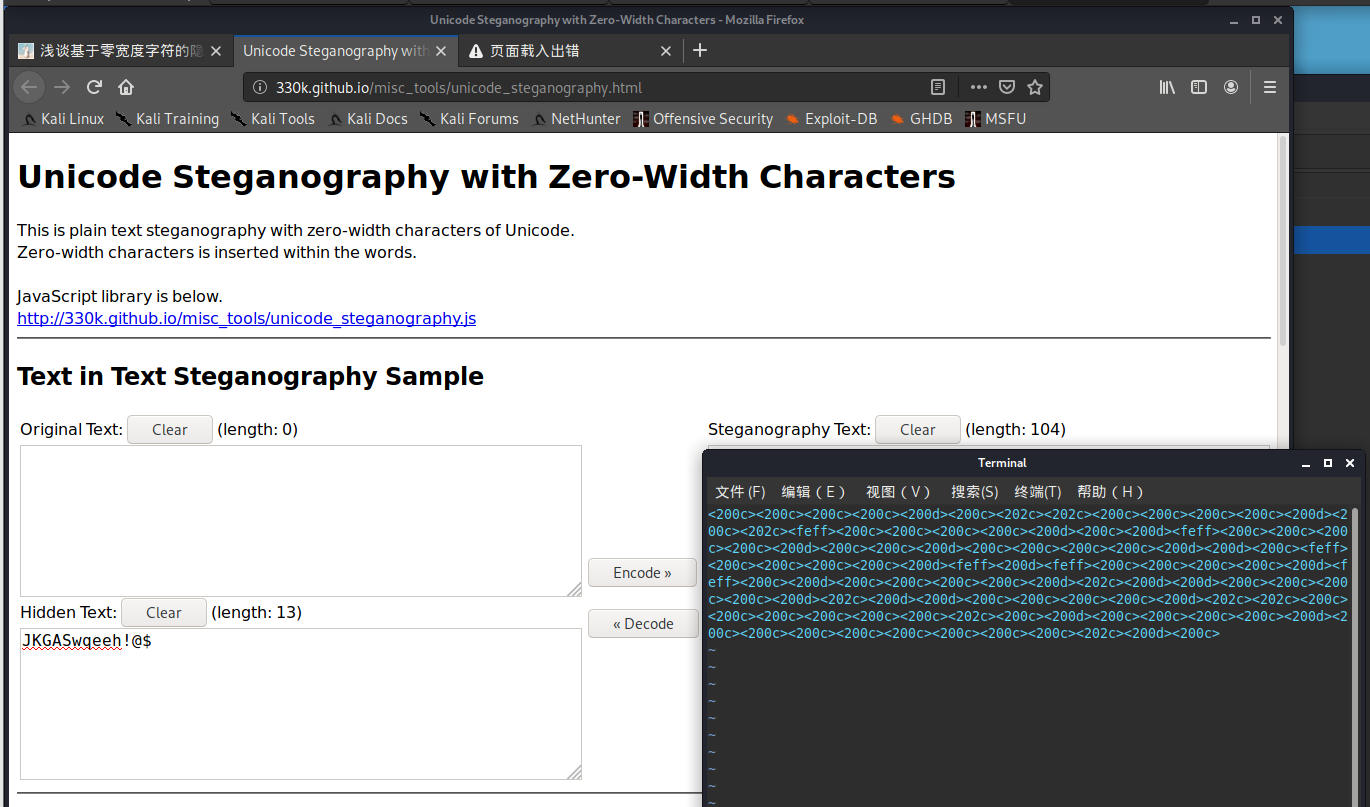 Unicode Steganography with Zero-Width Characters - Mozilla Firefox
浅谈基于零宽度字符的隐
Unicode Steganography with
页面载入出错
330k.github.io/misc_tools/unicode_steganography.html
Kali Linux Kali Training Kali Tools Kali Docs Kali Forums NetHunter Offensive Security Exploit-DB GHDB MSFU
Unicode Steganography with Zero-Width Characters
This is plain text steganography with zero-width characters of Unicode.
Zero-width characters is inserted within the words.
JavaScript library is below.
http://330k.github.io/misc_tools/unicode_steganography.js
Text in Text Steganography Sample
Original Text: Clear (length: 0)
Steganography Text: Clear (length: 104)
Encode »
Hidden Text: Clear (length: 13)
« Decode
JKGASwqeeh!@$
Terminal
文件(F) 编辑(E) 视图(V) 搜索(S) 终端(T) 帮助(H)
<200c><200c><200c><200c><200d><200c><202c><202c><200c><200c><200c><200c><200d><2
00c><202c><feff><200c><200c><200c><200c><200d><200c><200d><feff><200c><200c><200
c><200c><200d><200c><200c><200d><200c><200c><200c><200c><200d><200d><200c><feff>
<200c><200c><200c><200c><200d><feff><200d><feff><200c><200c><200c><200c><200d><f
eff><200c><200d><200c><200c><200c><200c><200d><202c><200d><200d><200c><200c><200
c><200c><200d><202c><200d><200d><200c><200c><200c><200c><200d><202c><202c><200c>
<200c><200c><200c><200c><200c><202c><200c><200d><200c><200c><200c><200c><200d><2
00c><200c><200c><200c><200c><200c><200c><200c><202c><200d><200c>
~
~
~
~
~
~
~
~
~
~